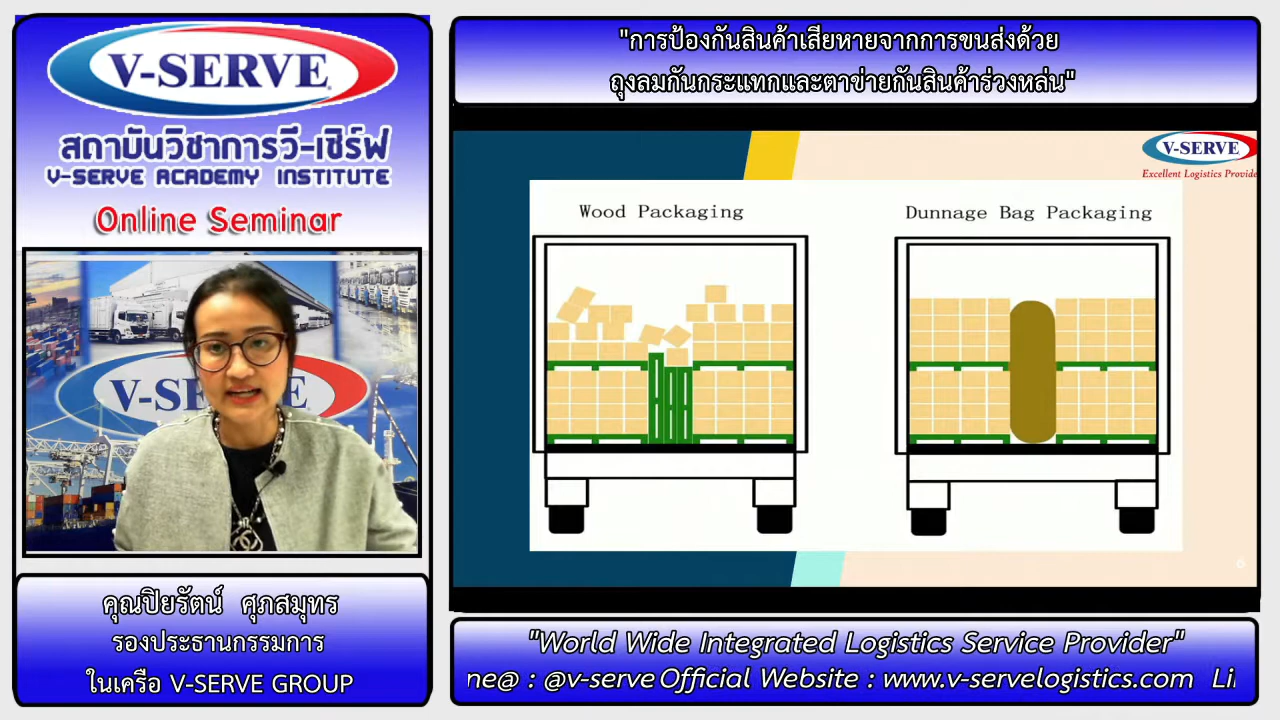 V-SERVE
สถาบันวิชาการวี-เซิร์ฟ
V-SERVE ACADEMY INSTITUTE
Online Seminar
V-SE
คุณปิยรัตน์ ศุภสมุทร
รองประธานกรรมการ
ในเครือ V-SERVE GROUP
"การป้องกันสินค้าเสียหายจากการขนส่งด้วย
ถุงลมกันกระแทกและตาข่ายกันสินค้าร่วงหล่น"
V-SERVE
Excellent Logistics Provide
Wood Packaging
Dunnage Bag Packaging
6
"World Wide Integrated Logistics Service Provider"
ne@ : @v-serve Official Website : www.v-servelogistics.com Li